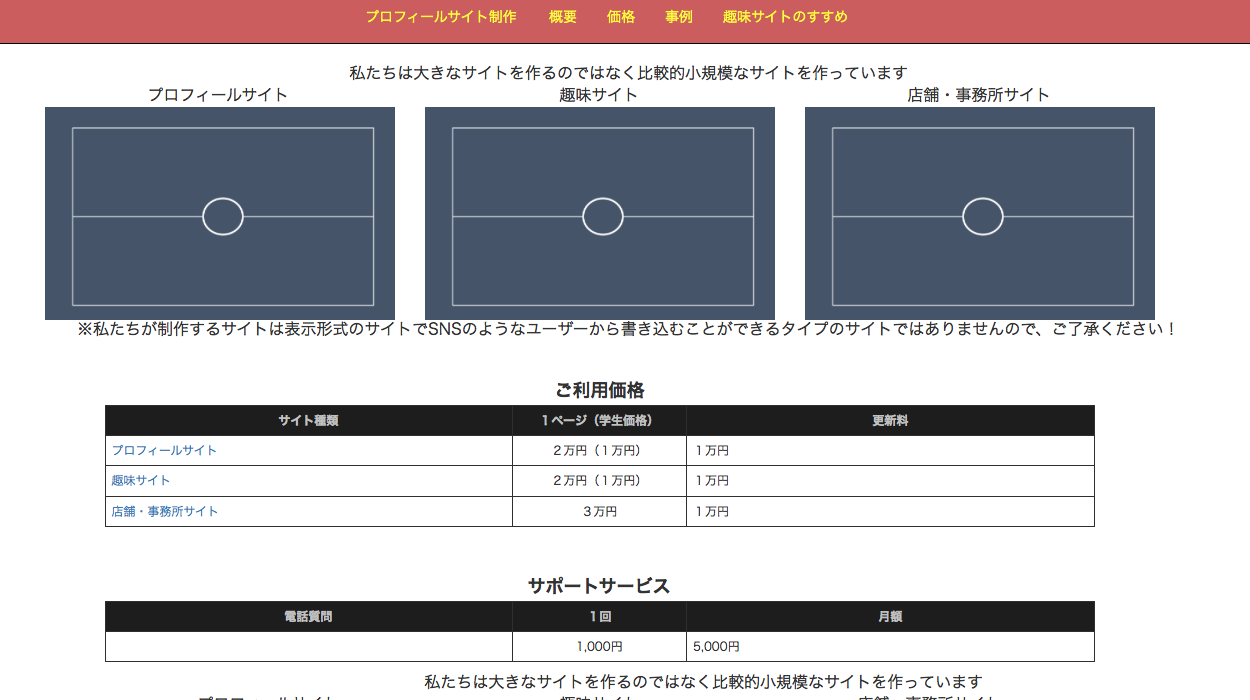 プロフィールサイト制作 概要 価格 事例 趣味サイトのすすめ
私たちは大きなサイトを作るのではなく比較的小規模なサイトを作っています
プロフィールサイト 趣味サイト 店舗・事務所サイト
※私たちが制作するサイトは表示形式のサイトでSNSのようなユーザーから書き込むことができるタイプのサイトではありませんので、ご了承ください！
ご利用価格
サイト種類 １ページ（学生価格） 更新料
プロフィールサイト ２万円（１万円） １万円
趣味サイト ２万円（１万円） １万円
店舗・事務所サイト ３万円 １万円
サポートサービス
電話質問 １回 月額
1,000円 5,000円
私たちは大きなサイトを作るのではなく比較的小規模なサイトを作っています